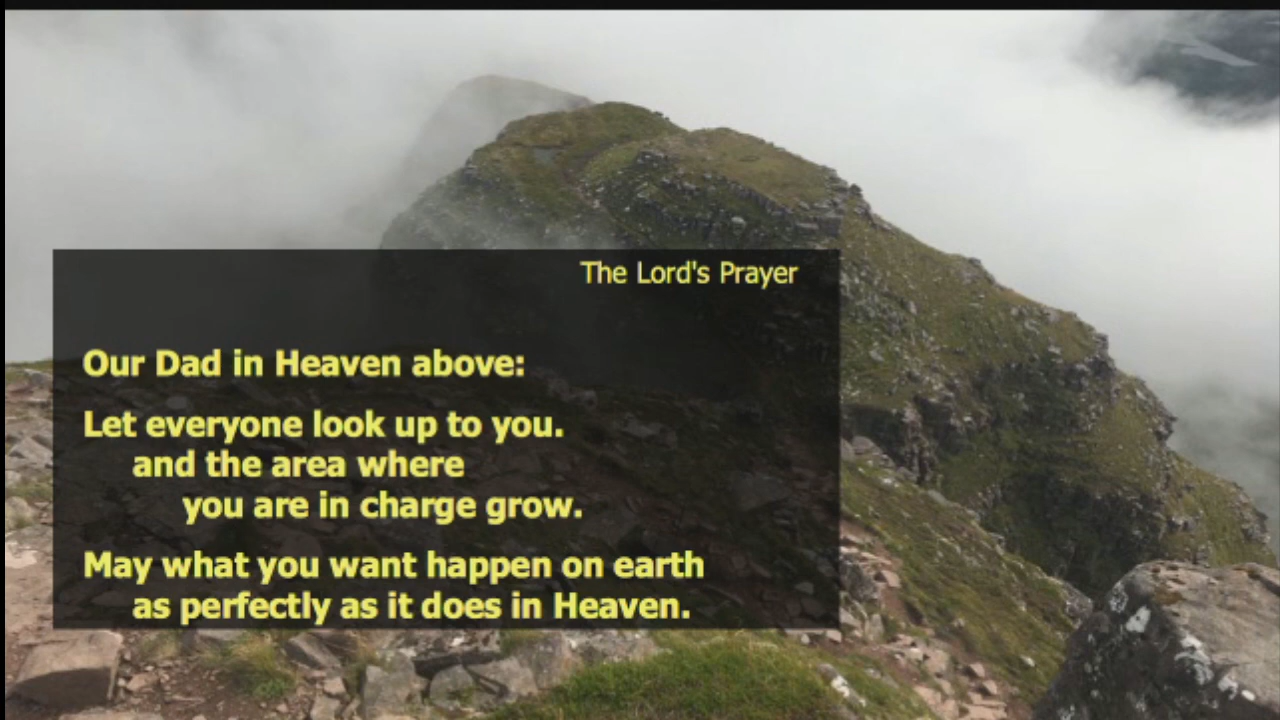 The Lord's Prayer
Our Dad in Heaven above:
Let everyone look up to you.
and the area where
you are in charge grow.
May what you want happen on earth
as perfectly as it does in Heaven.